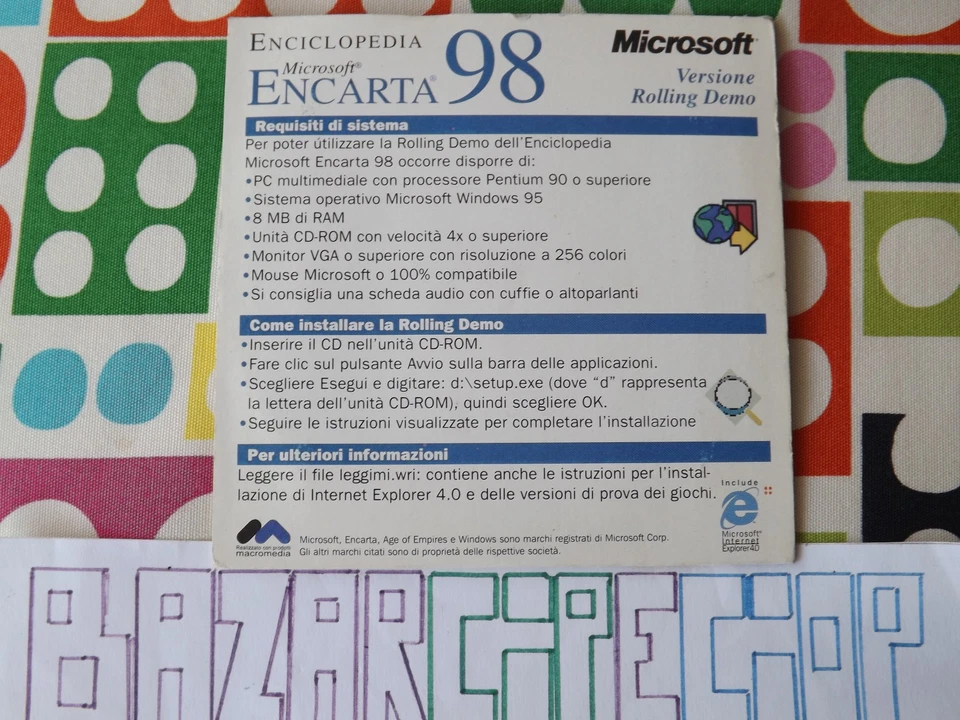 ENCICLOPEDIA
Microsoft®
ENCARTA® 98
Microsoft
Versione
Rolling Demo
Requisiti di sistema
Per poter útilizzare la Rolling Demo dell'Enciclopedia
Microsoft Encarta 98 occorre disporre di:
•PC multimediale con processore Pentium 90 o superiore
•Sistema operativo Microsoft Windows 95
•8 MB di RAM
•Unità CD-ROM con velocità 4x o superiore
•Monitor VGA o superiore con risoluzione a 256 colori
•Mouse Microsoft o 100% compatibile
•Si consiglia una scheda audio con cuffie o altoparlanti
Come installare la Rolling Demo
•Inserire il CD nell'unità CD-ROM.
•Fare clic sul pulsante Avvio sulla barra delle applicazioni.
•Scegliere Esegui e digitare: d:\setup.exe (dove "d" rappresenta
la lettera dell'unità CD-ROM), quindi scegliere OK.
•Seguire le istruzioni visualizzate per completare l'installazione
Per ulteriori informazioni
Leggere il file leggimi.wri: contiene anche le istruzioni per l'instal-
lazione di Internet Explorer 4.0 e delle versioni di prova dei giochi.
Realizzato con prodotti
macromedia
Microsoft, Encarta, Age of Empires e Windows sono marchi registrati di Microsoft Corp.
Gli altri marchi citati sono di proprietà delle rispettive società.
Include
Microsoft®
Internet
Explorer4.0
BAZARCIPECIOP